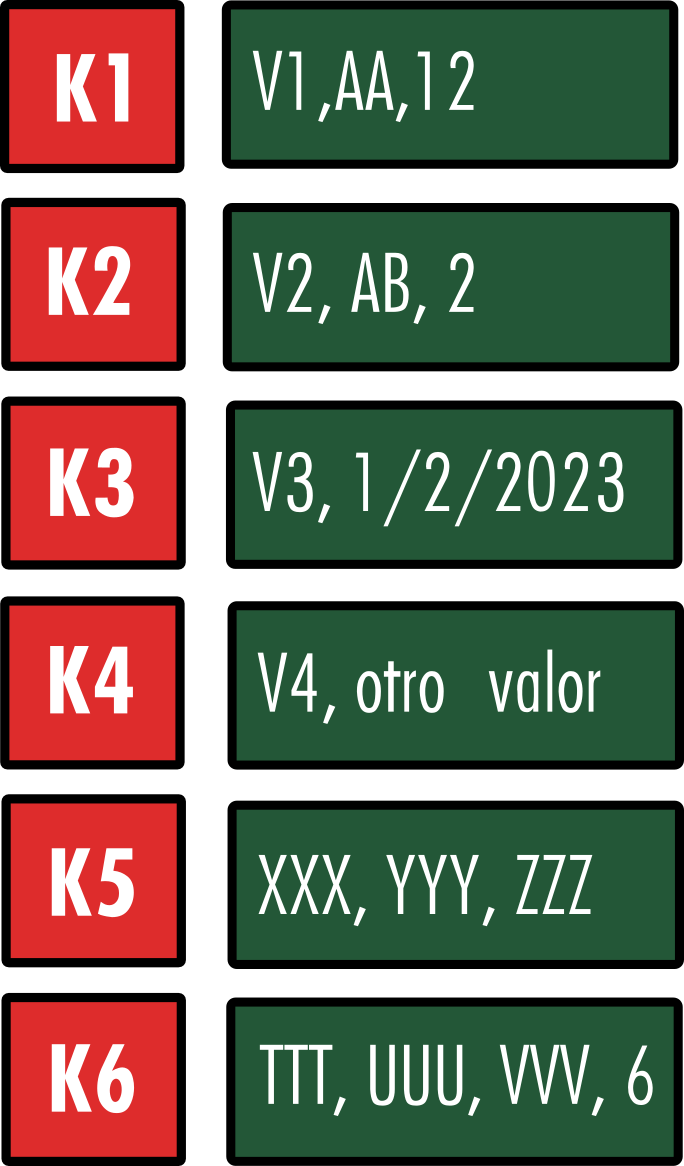 K1 V1,AA,12
K2 V2, AB, 2
K3 V3, 1/2/2023
K4 V4, otro valor
K5 XXX, YYY, ZZZ
K6 TTT, UUU, VVV, 6